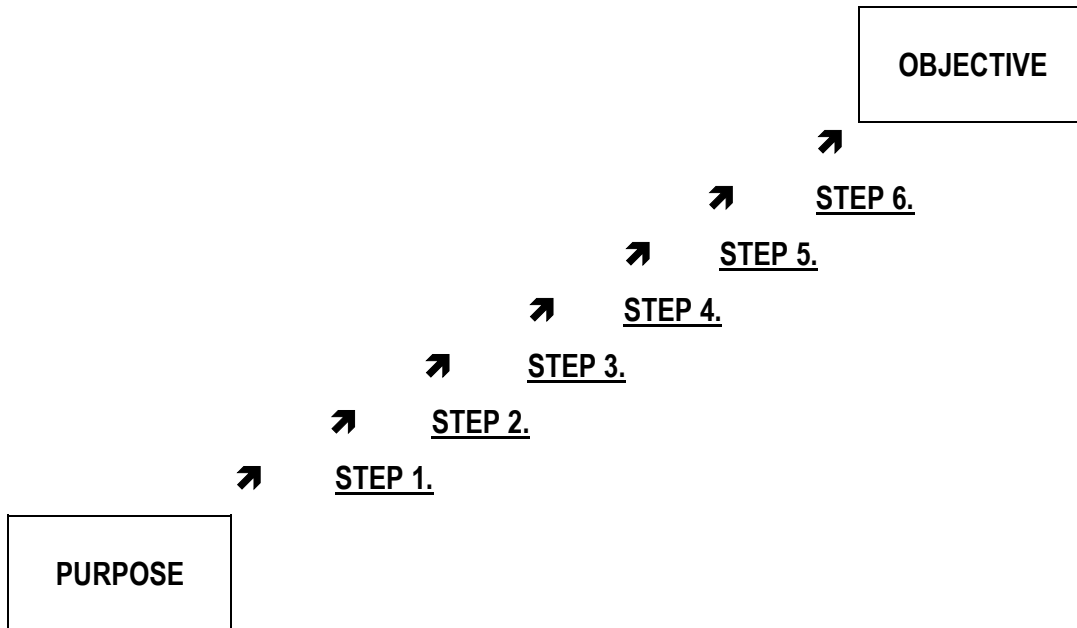 OBJECTIVE
STEP 6.
STEP 5.
STEP 4.
STEP 3.
STEP 2.
STEP 1.
PURPOSE